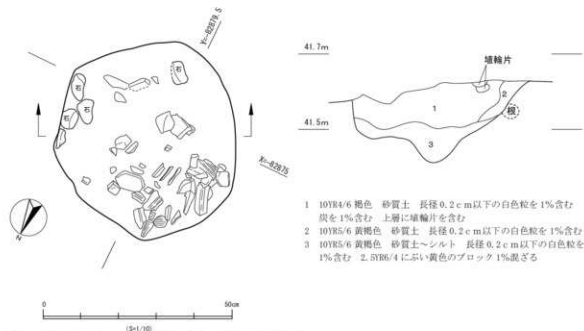 Y=-82879.5
石
石
石
石
X=-82875
N
0
50cm
(S=1/10)
41.7m
埴輪片
1
2
根
3
41.5m
1 10YR4/6 褐色 砂質土 長径0.2cm以下の白色粒を1%含む
炭を1%含む 上層に埴輪片を含む
2 10YR5/6 黄褐色 砂質土 長径0.2cm以下の白色粒を1%含む
3 10YR5/6 黄褐色 砂質土~シルト 長径0.2cm以下の白色粒を
1%含む 2.5YR6/4にぶい黄色のブロック1%混ざる